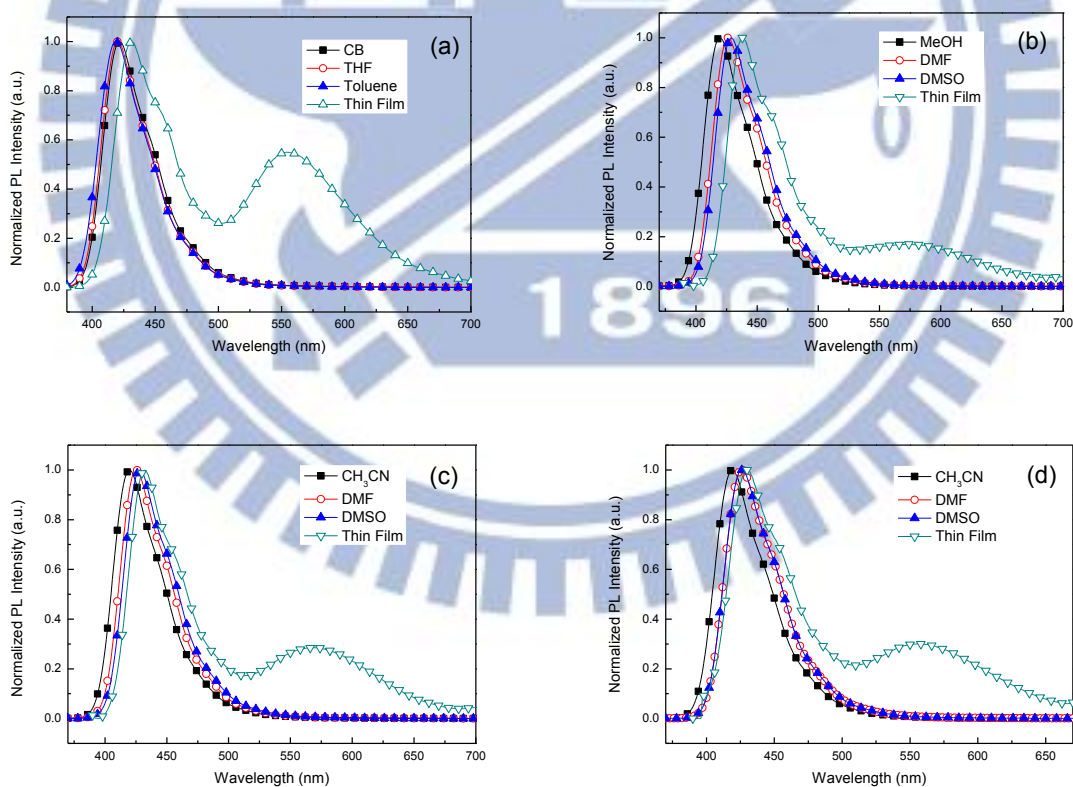 (a)
CB
THF
Toluene
Thin Film
Normalized PL Intensity (a.u.)
1.0
0.8
0.6
0.4
0.2
0.0
400 450 500 550 600 650 700
Wavelength (nm)
(b)
MeOH
DMF
DMSO
Thin Film
Normalized PL Intensity (a.u.)
1.0
0.8
0.6
0.4
0.2
0.0
400 450 500 550 600 650 700
Wavelength (nm)
1896
(c)
CH₃CN
DMF
DMSO
Thin Film
Normalized PL Intensity (a.u.)
1.0
0.8
0.6
0.4
0.2
0.0
400 450 500 550 600 650 700
Wavelength (nm)
(d)
CH₃CN
DMF
DMSO
Thin Film
Normalized PL Intensity (a.u.)
1.0
0.8
0.6
0.4
0.2
0.0
400 450 500 550 600 650
Wavelength (nm)